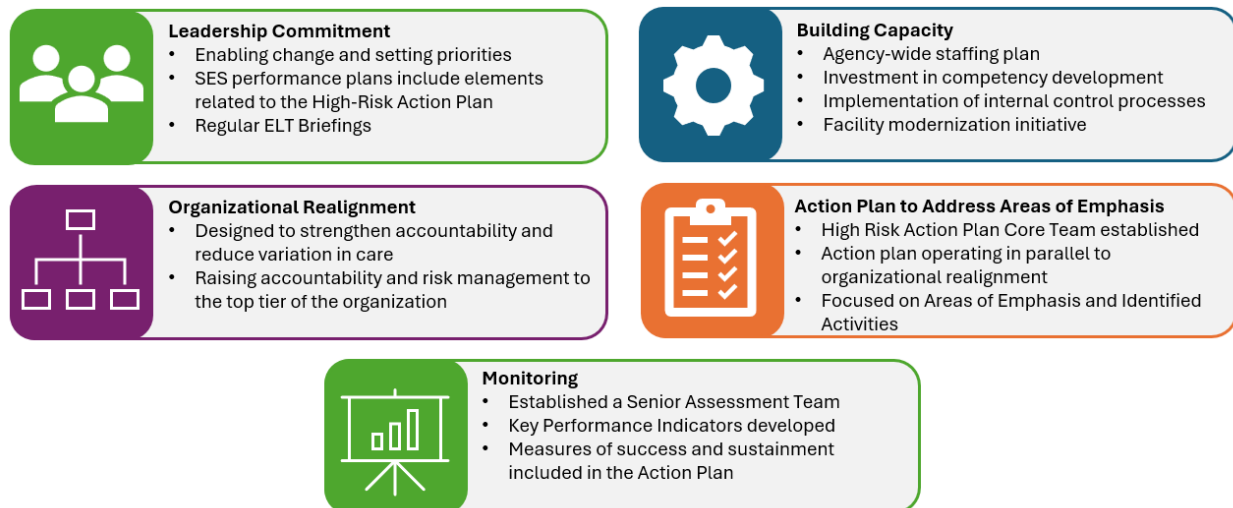 Leadership Commitment
• Enabling change and setting priorities
• SES performance plans include elements
related to the High-Risk Action Plan
• Regular ELT Briefings
Building Capacity
• Agency-wide staffing plan
• Investment in competency development
• Implementation of internal control processes
• Facility modernization initiative
Organizational Realignment
• Designed to strengthen accountability and
reduce variation in care
• Raising accountability and risk management to
the top tier of the organization
Action Plan to Address Areas of Emphasis
• High Risk Action Plan Core Team established
• Action plan operating in parallel to
organizational realignment
• Focused on Areas of Emphasis and Identified
Activities
Monitoring
• Established a Senior Assessment Team
• Key Performance Indicators developed
• Measures of success and sustainment
included in the Action Plan